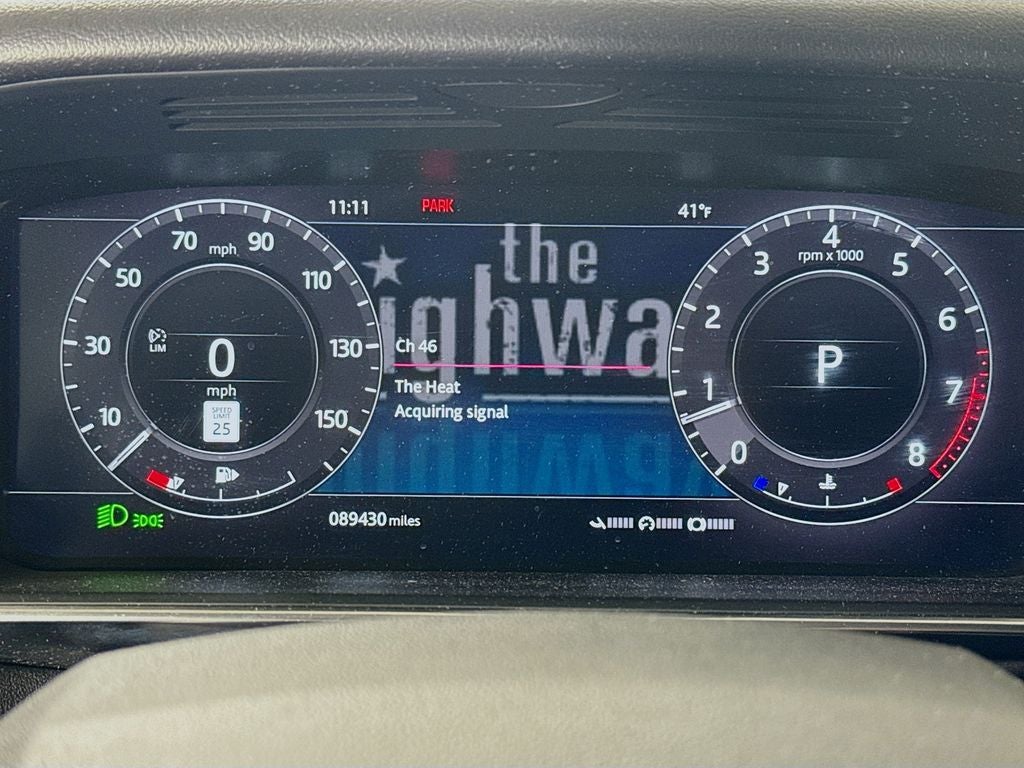 11:11
PARK
41°F
the
ighwa
Ch 46
The Heat
Acquiring signal
10
30
50
70
mph
90
110
130
150
LIM
0
mph
SPEED
LIMIT
25
0
1
2
3
4
5
6
7
8
rpm x 1000
P
089430 miles